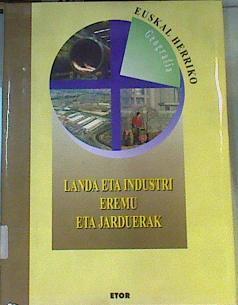 EUSKAL HERRIKO
Geografia
LANDA ETA INDUSTRI
EREMU
ETA JARDUERAK
ETOR